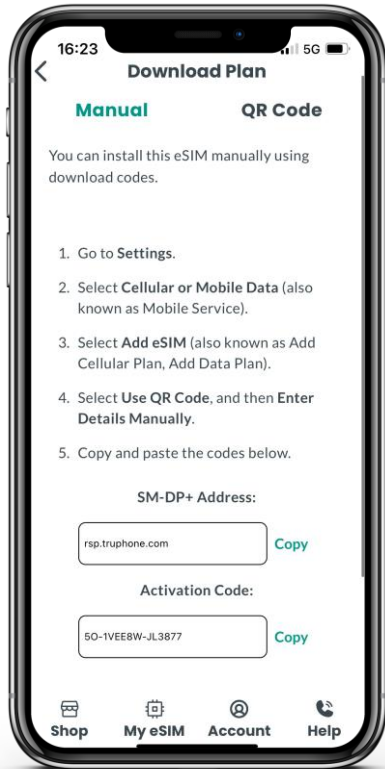 16:23
5G
Download Plan
Manual
QR Code
You can install this eSIM manually using
download codes.
1. Go to Settings.
2. Select Cellular or Mobile Data (also
known as Mobile Service).
3. Select Add eSIM (also known as Add
Cellular Plan, Add Data Plan).
4. Select Use QR Code, and then Enter
Details Manually.
5. Copy and paste the codes below.
SM-DP+ Address:
rsp.truphone.com
Copy
Activation Code:
5O-1VEE8W-JL3877
Copy
Shop
My eSIM
Account
Help